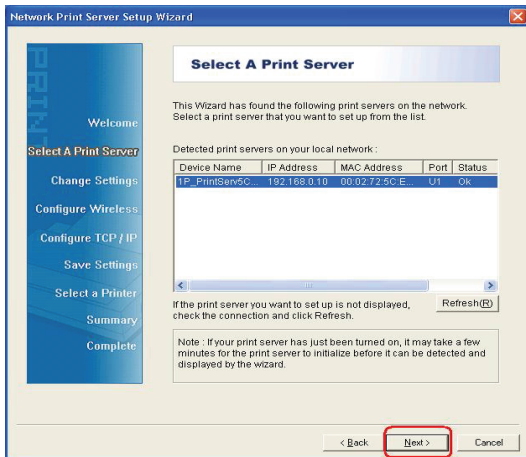 Network Print Server Setup Wizard
PRINT
Welcome
Select A Print Server
Change Settings
Configure Wireless
Configure TCP / IP
Save Settings
Select a Printer
Summary
Complete
Select A Print Server
This Wizard has found the following print servers on the network.
Select a print server that you want to set up from the list.
Detected print servers on your local network :
Device Name IP Address MAC Address Port Status
1P_PrintServ5C... 192.168.0.10 00:02:72:5C:E... U1 Ok
If the print server you want to set up is not displayed,
check the connection and click Refresh.
Refresh(R)
Note : If your print server has just been turned on, it may take a few
minutes for the print server to initialize before it can be detected and
displayed by the wizard.
< Back Next > Cancel